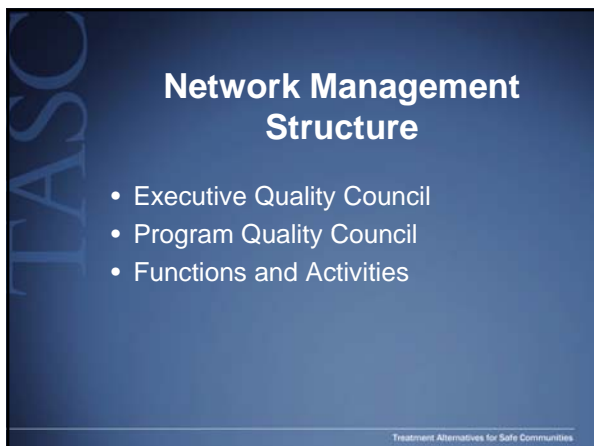 TASC
Network Management
Structure
• Executive Quality Council
• Program Quality Council
• Functions and Activities
Treatment Alternatives for Safe Communities